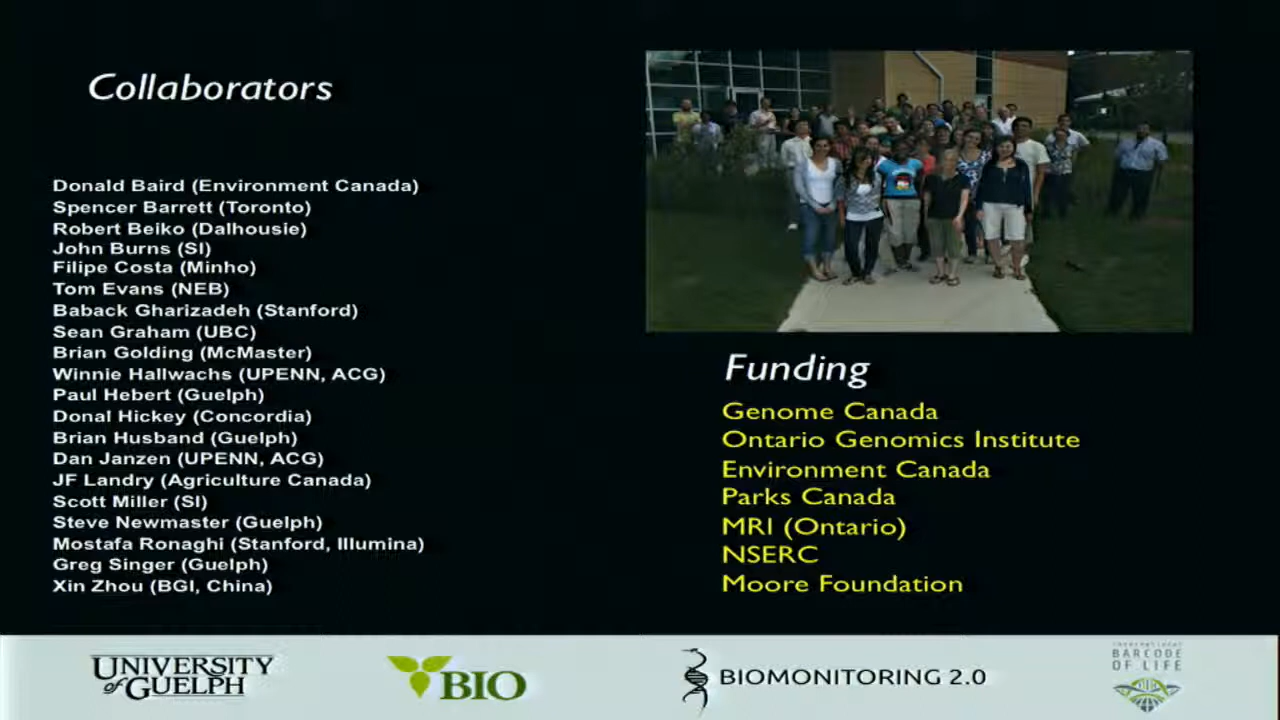 Collaborators
Donald Baird (Environment Canada)
Spencer Barrett (Toronto)
Robert Beiko (Dalhousie)
John Burns (SI)
Filipe Costa (Minho)
Tom Evans (NEB)
Baback Gharizadeh (Stanford)
Sean Graham (UBC)
Brian Golding (McMaster)
Winnie Hallwachs (UPENN, ACG)
Paul Hebert (Guelph)
Donal Hickey (Concordia)
Brian Husband (Guelph)
Dan Janzen (UPENN, ACG)
JF Landry (Agriculture Canada)
Scott Miller (SI)
Steve Newmaster (Guelph)
Mostafa Ronaghi (Stanford, Illumina)
Greg Singer (Guelph)
Xin Zhou (BGI, China)
Funding
Genome Canada
Ontario Genomics Institute
Environment Canada
Parks Canada
MRI (Ontario)
NSERC
Moore Foundation
UNIVERSITY
of GUELPH
BIO
BIOMONITORING 2.0
BARCODE
OF LIFE